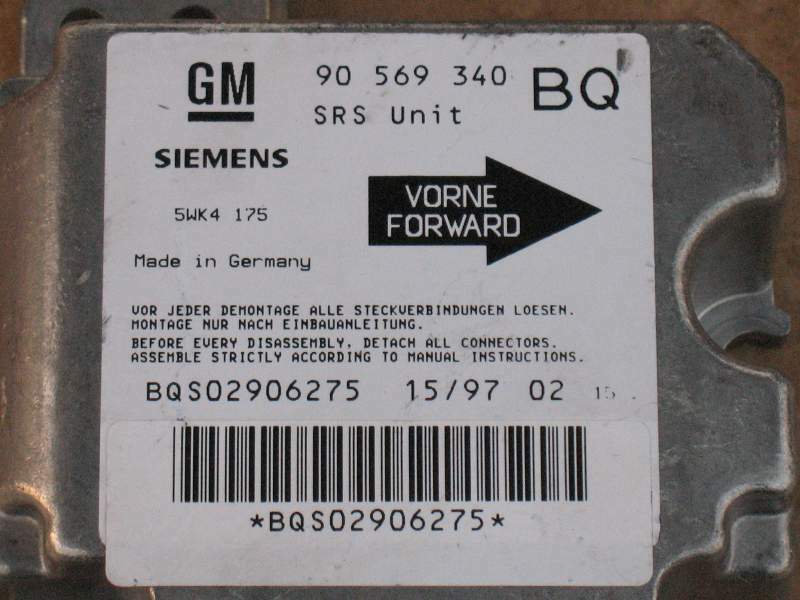 GM 90 569 340 BQ
SRS Unit
SIEMENS
VORNE
FORWARD
5WK4 175
Made in Germany
VOR JEDER DEMONTAGE ALLE STECKVERBINDUNGEN LOESEN.
MONTAGE NUR NACH EINBAUANLEITUNG.
BEFORE EVERY DISASSEMBLY, DETACH ALL CONNECTORS.
ASSEMBLE STRICTLY ACCORDING TO MANUAL INSTRUCTIONS.
BQS02906275 15/97 02 15
*BQS02906275*